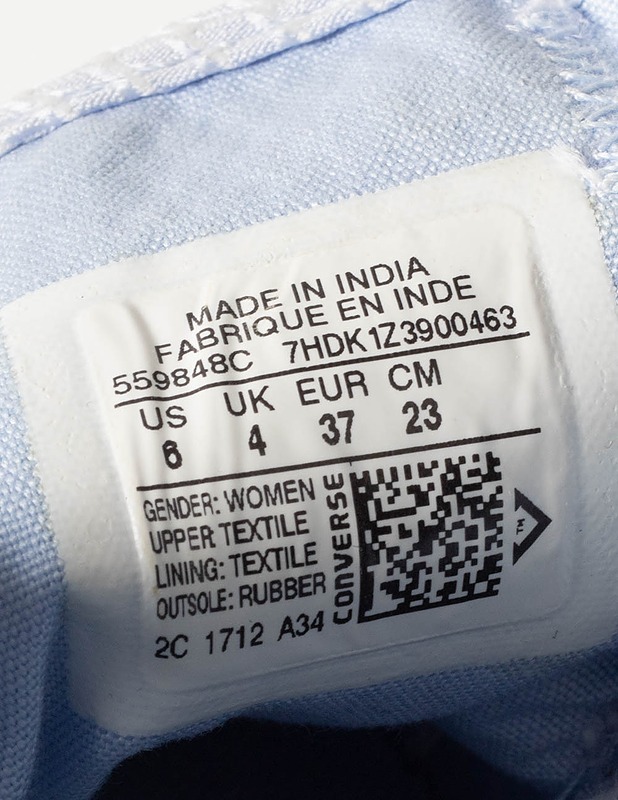 MADE IN INDIA
FABRIQUE EN INDE
559848C 7HDK1Z3900463
US UK EUR CM
6 4 37 23
GENDER: WOMEN
UPPER TEXTILE
LINING: TEXTILE
OUTSOLE: RUBBER
2C 1712 A34
CONVERSE
TM